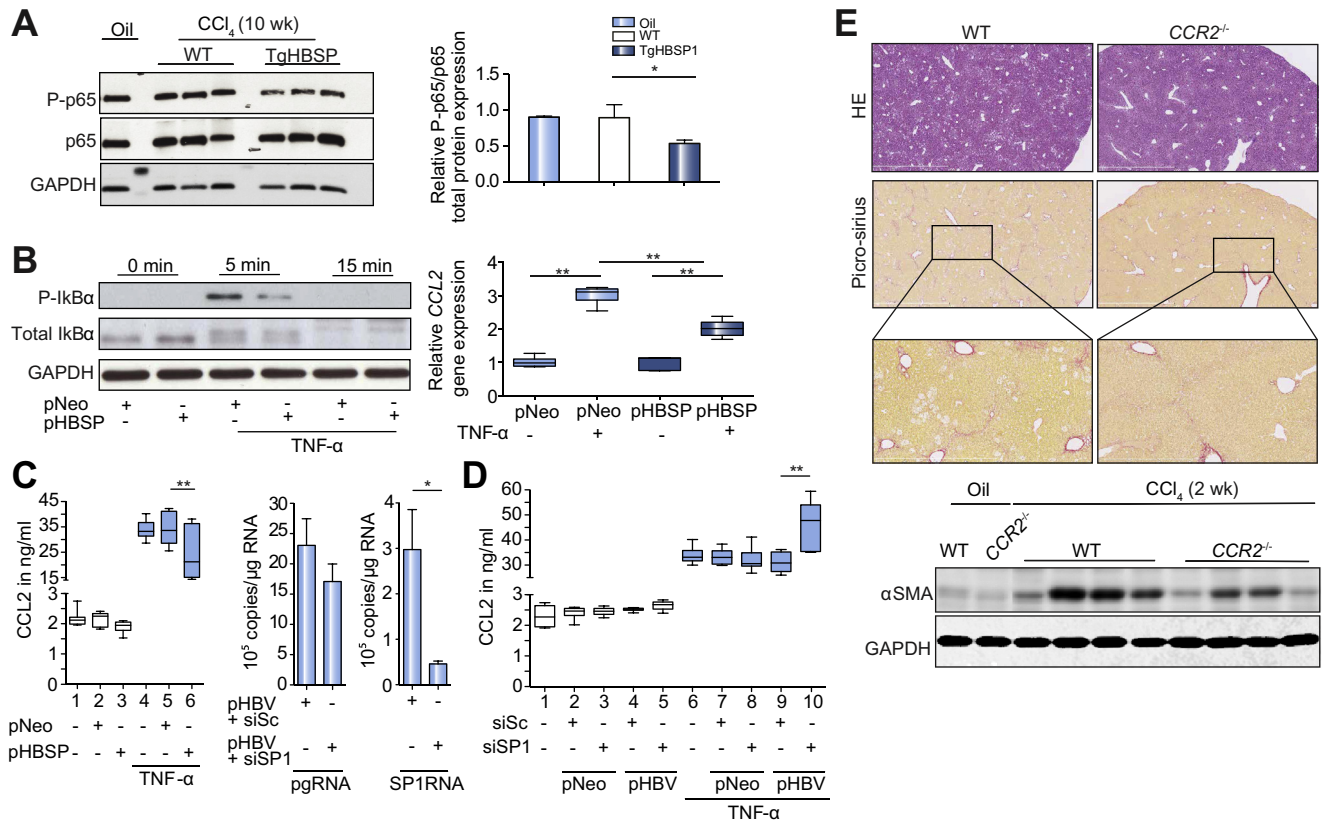 A
Oil
CCl4 (10 wk)
WT
TgHBSP
P-p65
p65
GAPDH
Oil
WT
TgHBSP1
*
Relative P-p65/p65
total protein expression
1.5
1.0
0.5
0.0
B
0 min
5 min
15 min
P-IkBα
Total IkBα
GAPDH
pNeo + - + - + -
pHBSP - + - + - +
TNF-α
Relative CCL2
gene expression
4
3
2
1
0
** ** **
pNeo pNeo pHBSP pHBSP
TNF-α - + - +
C
CCL2 in ng/ml
45
35
25
15
3
2
1
0
**
1 2 3 4 5 6
pNeo - + - - + -
pHBSP - - + - - +
TNF-α
10⁵ copies/µg RNA
30
25
20
15
10
5
0
10⁵ copies/µg RNA
4
3
2
1
0
*
pHBV + siSc + - + -
pHBV + siSP1 - + - +
pgRNA
SP1RNA
D
CCL2 in ng/ml
60
50
40
30
3
2
1
0
**
1 2 3 4 5 6 7 8 9 10
siSc - + - + - - + - + -
siSP1 - - + - + - - + - +
pNeo pHBV pNeo pHBV
TNF-α
E
WT
CCR2-/-
HE
Picro-sirius
Oil
CCl4 (2 wk)
WT
CCR2-/-
WT
CCR2-/-
αSMA
GAPDH